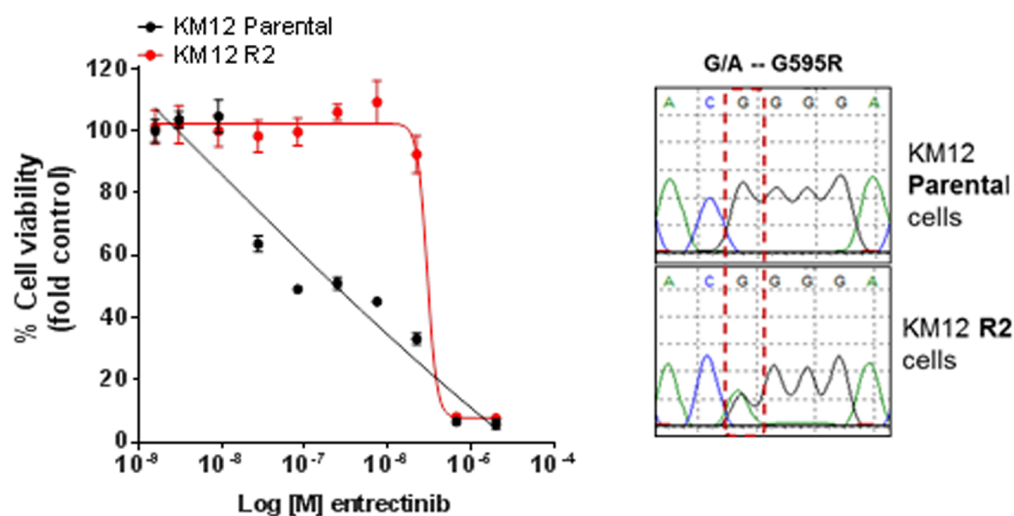 KM12 Parental
KM12 R2
% Cell viability
(fold control)
120
100
80
60
40
20
0
10⁻⁹ 10⁻⁸ 10⁻⁷ 10⁻⁸ 10⁻⁶ 10⁻⁴
Log [M] entrectinib
G/A -- G595R
A C G G G G A
KM12
Parental
cells
A C G G G G A
KM12 R2
cells